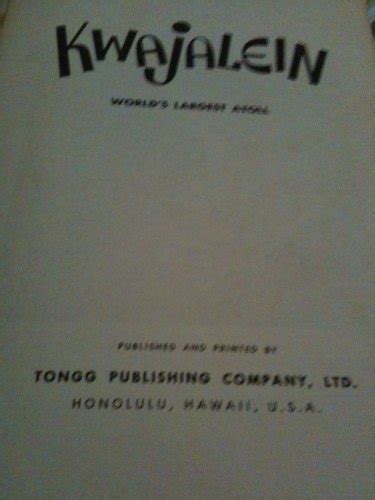 KWAJALEIN
WORLD'S LARGEST ATOLL
PUBLISHED AND PRINTED BY
TONGG PUBLISHING COMPANY, LTD.
HONOLULU, HAWAII, U.S.A.